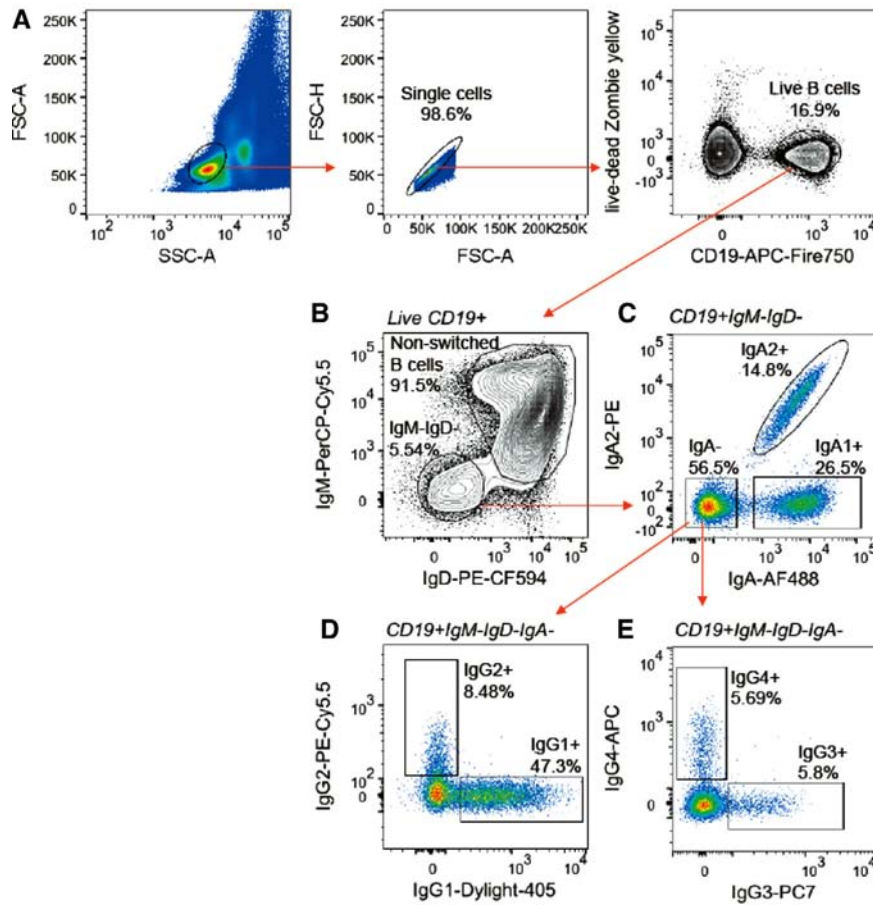 A
FSC-A
250K
200K
150K
100K
50K
0
10^2
10^3
10^4
10^5
SSC-A
FSC-H
250K
200K
150K
100K
50K
0
Single cells
98.6%
0
50K
100K
150K
200K
250K
FSC-A
live-dead Zombie yellow
10^5
10^4
10^3
0
-10^3
Live B cells
16.9%
0
10^3
10^4
CD19-APC-Fire750
B
Live CD19+
Non-switched
B cells
91.5%
IgM-IgD-
5.54%
IgM-PerCP-Cy5.5
10^5
10^4
10^3
0
0
10^3
10^4
10^5
IgD-PE-CF594
C
CD19+IgM-IgD-
IgA2+
14.8%
IgA-
56.5%
IgA1+
26.5%
IgA2-PE
10^5
10^4
10^3
10^2
0
-10^2
0
10^3
10^4
10^5
IgA-AF488
D
CD19+IgM-IgD-IgA-
IgG2+
8.48%
IgG1+
47.3%
IgG2-PE-Cy5.5
10^3
10^2
0
0
10^3
10^4
IgG1-Dylight-405
E
CD19+IgM-IgD-IgA-
IgG4+
5.69%
IgG3+
5.8%
IgG4-APC
10^4
10^3
0
0
10^3
10^4
IgG3-PC7